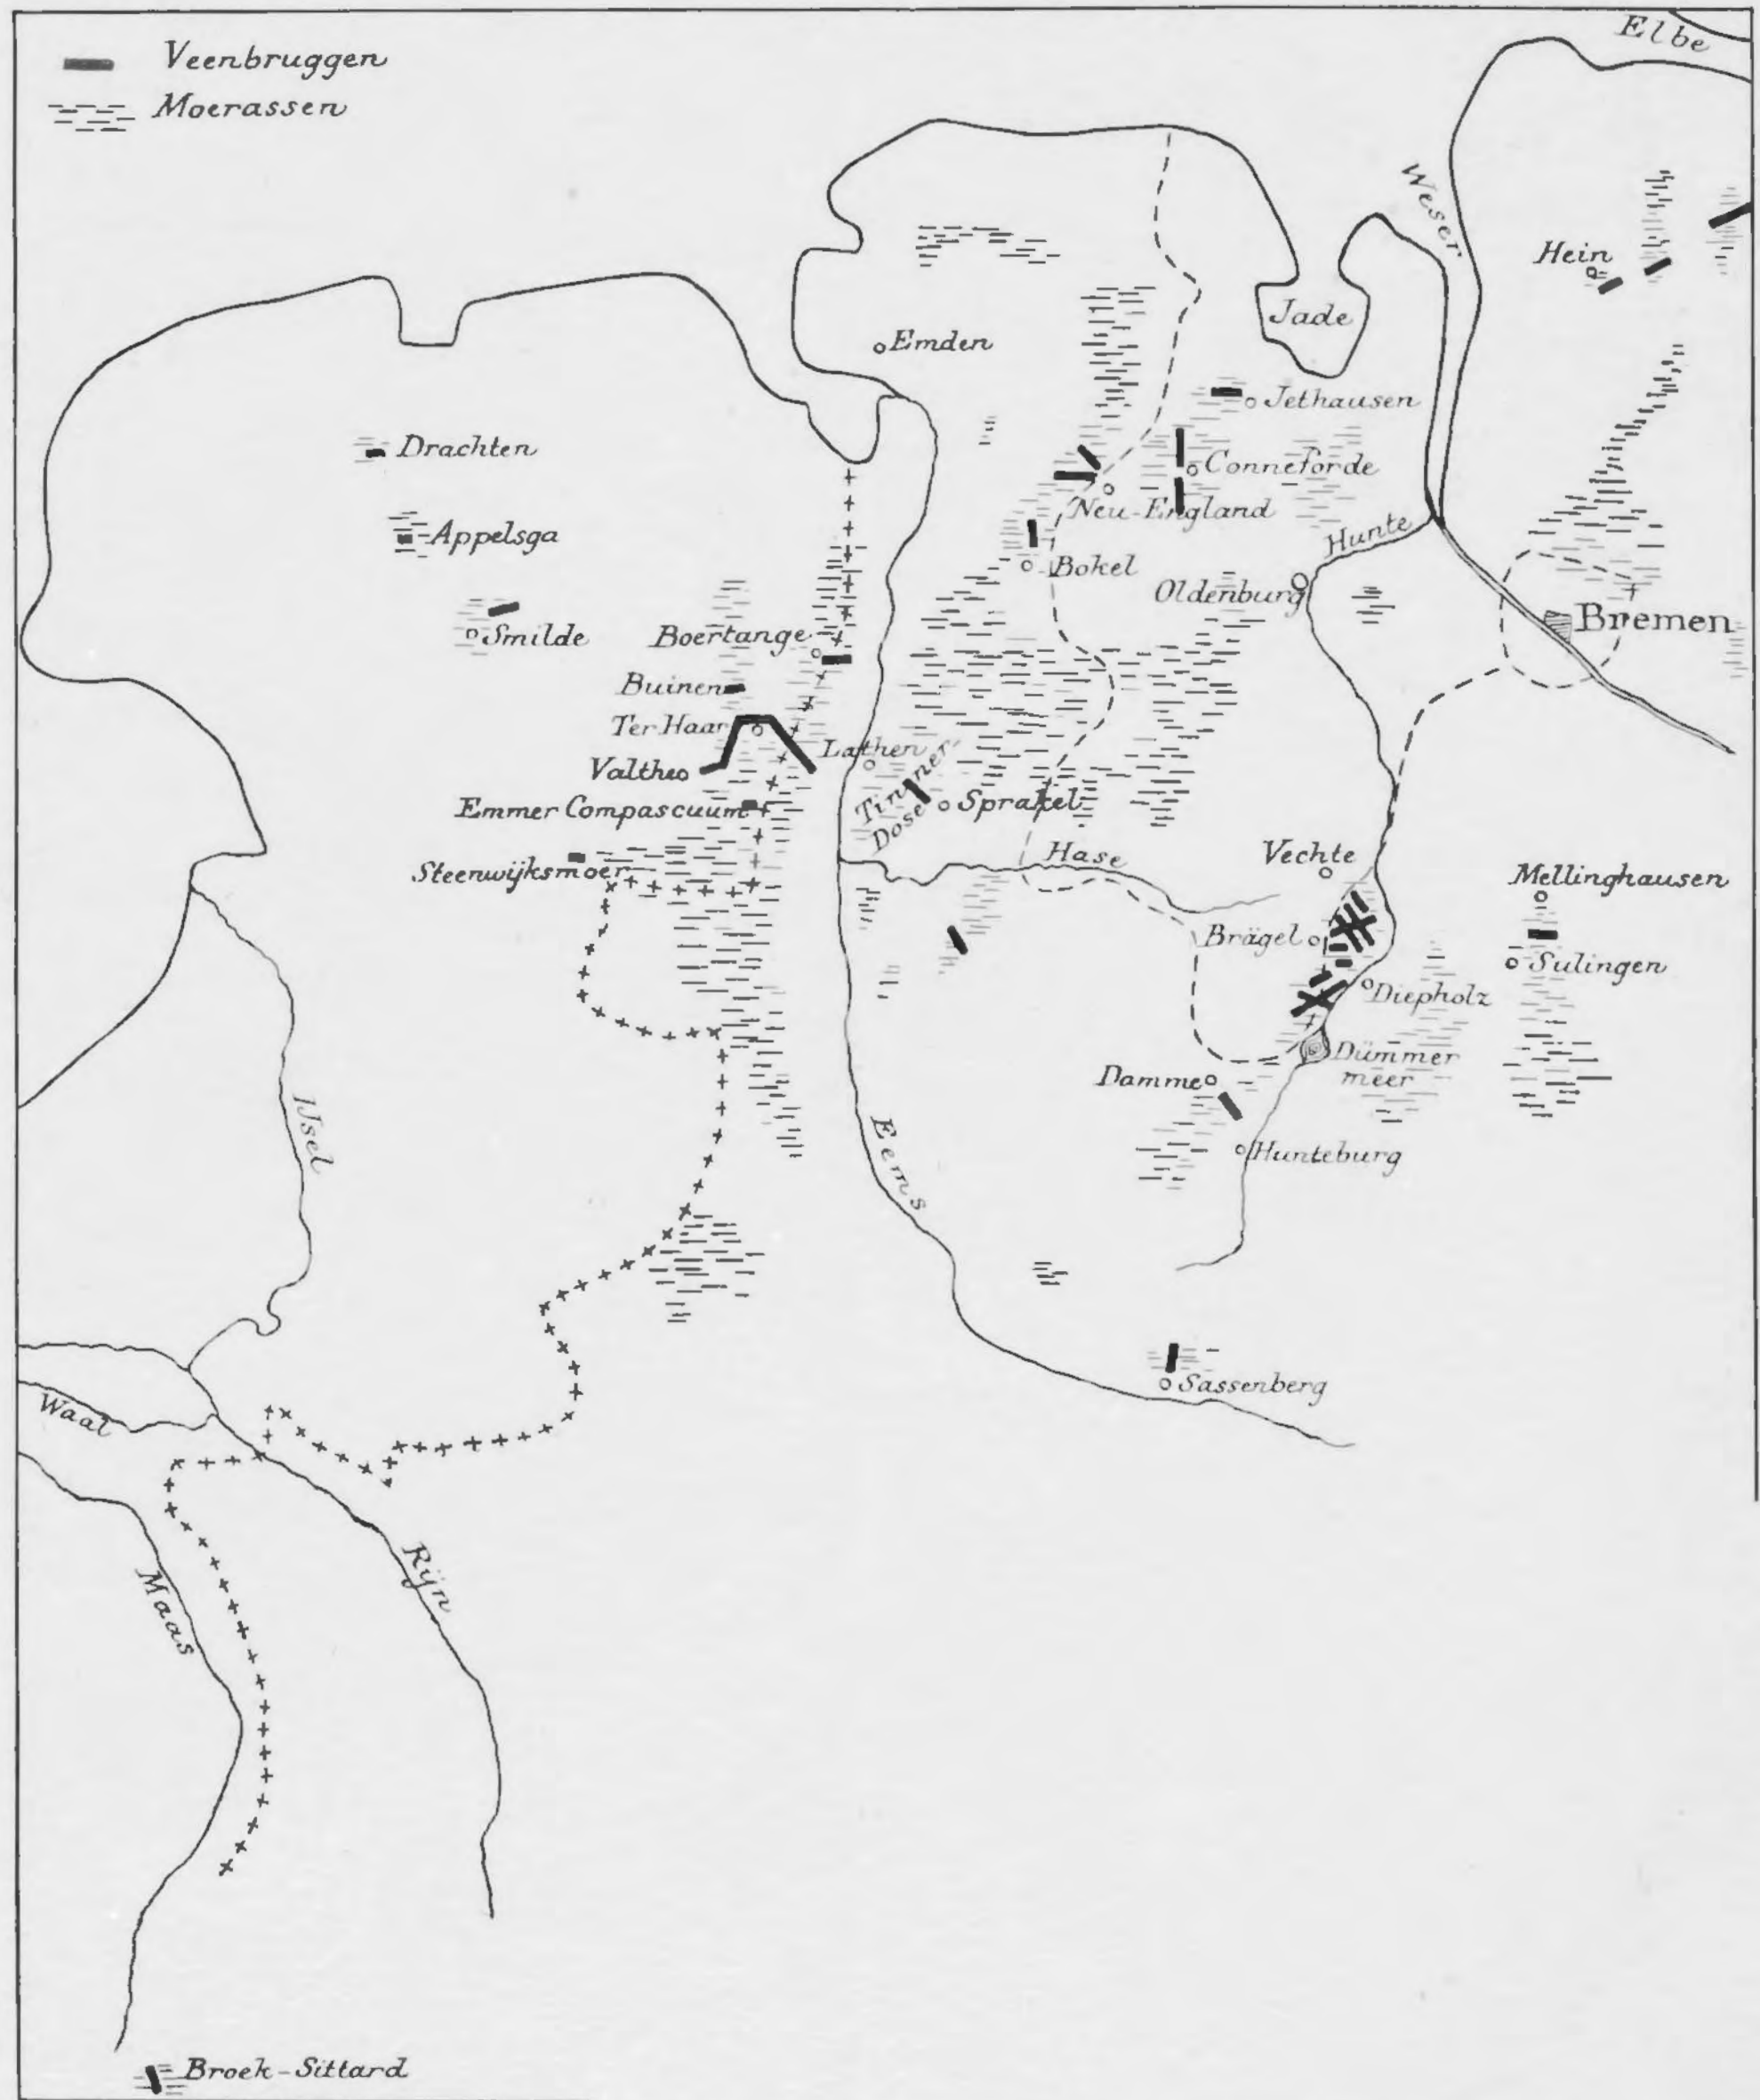 Veenbruggen
Moerassen
Elbe
Weser
Hein
Jade
Emden
Jethausen
Drachten
Conneforde
Neu-England
Appelsga
Hunte
Bokel
Oldenburg
Bremen
Smilde
Boertange
Buinen
Ter Haar
Lathen
Valthe
Tinner
Dose
Sprakel
Emmer Compascuum
Hase
Vechte
Steenwijksmoer
Mellinghausen
Brägel
Sulingen
Diepholz
Dümmer
meer
Damme
IJsel
Eems
Hunteburg
Sassenberg
Waal
Rijn
Maas
Broek-Sittard